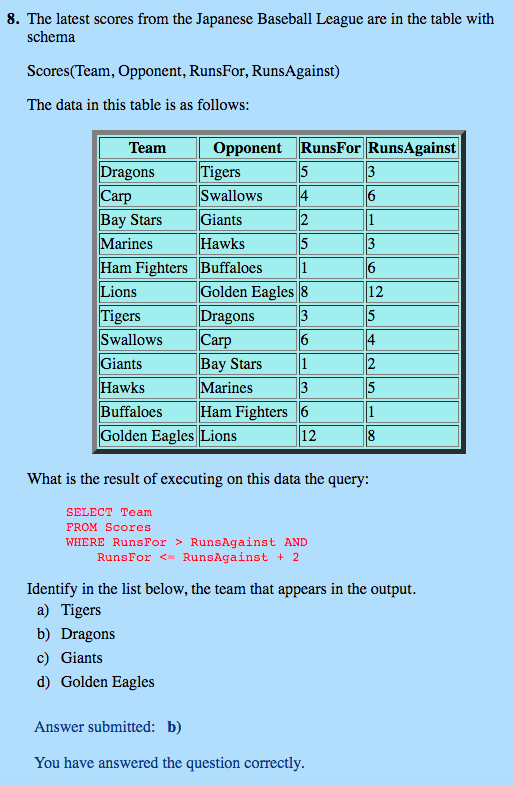 8. The latest scores from the Japanese Baseball League are in the table with
schema
Scores(Team, Opponent, RunsFor, RunsAgainst)
The data in this table is as follows:
Team Opponent RunsFor RunsAgainst
Dragons Tigers 5 3
Carp Swallows 4 6
Bay Stars Giants 2 1
Marines Hawks 5 3
Ham Fighters Buffaloes 1 6
Lions Golden Eagles 8 12
Tigers Dragons 3 5
Swallows Carp 6 4
Giants Bay Stars 1 2
Hawks Marines 3 5
Buffaloes Ham Fighters 6 1
Golden Eagles Lions 12 8
What is the result of executing on this data the query:
SELECT Team
FROM Scores
WHERE RunsFor > RunsAgainst AND
RunsFor <= RunsAgainst + 2
Identify in the list below, the team that appears in the output.
a) Tigers
b) Dragons
c) Giants
d) Golden Eagles
Answer submitted: b)
You have answered the question correctly.